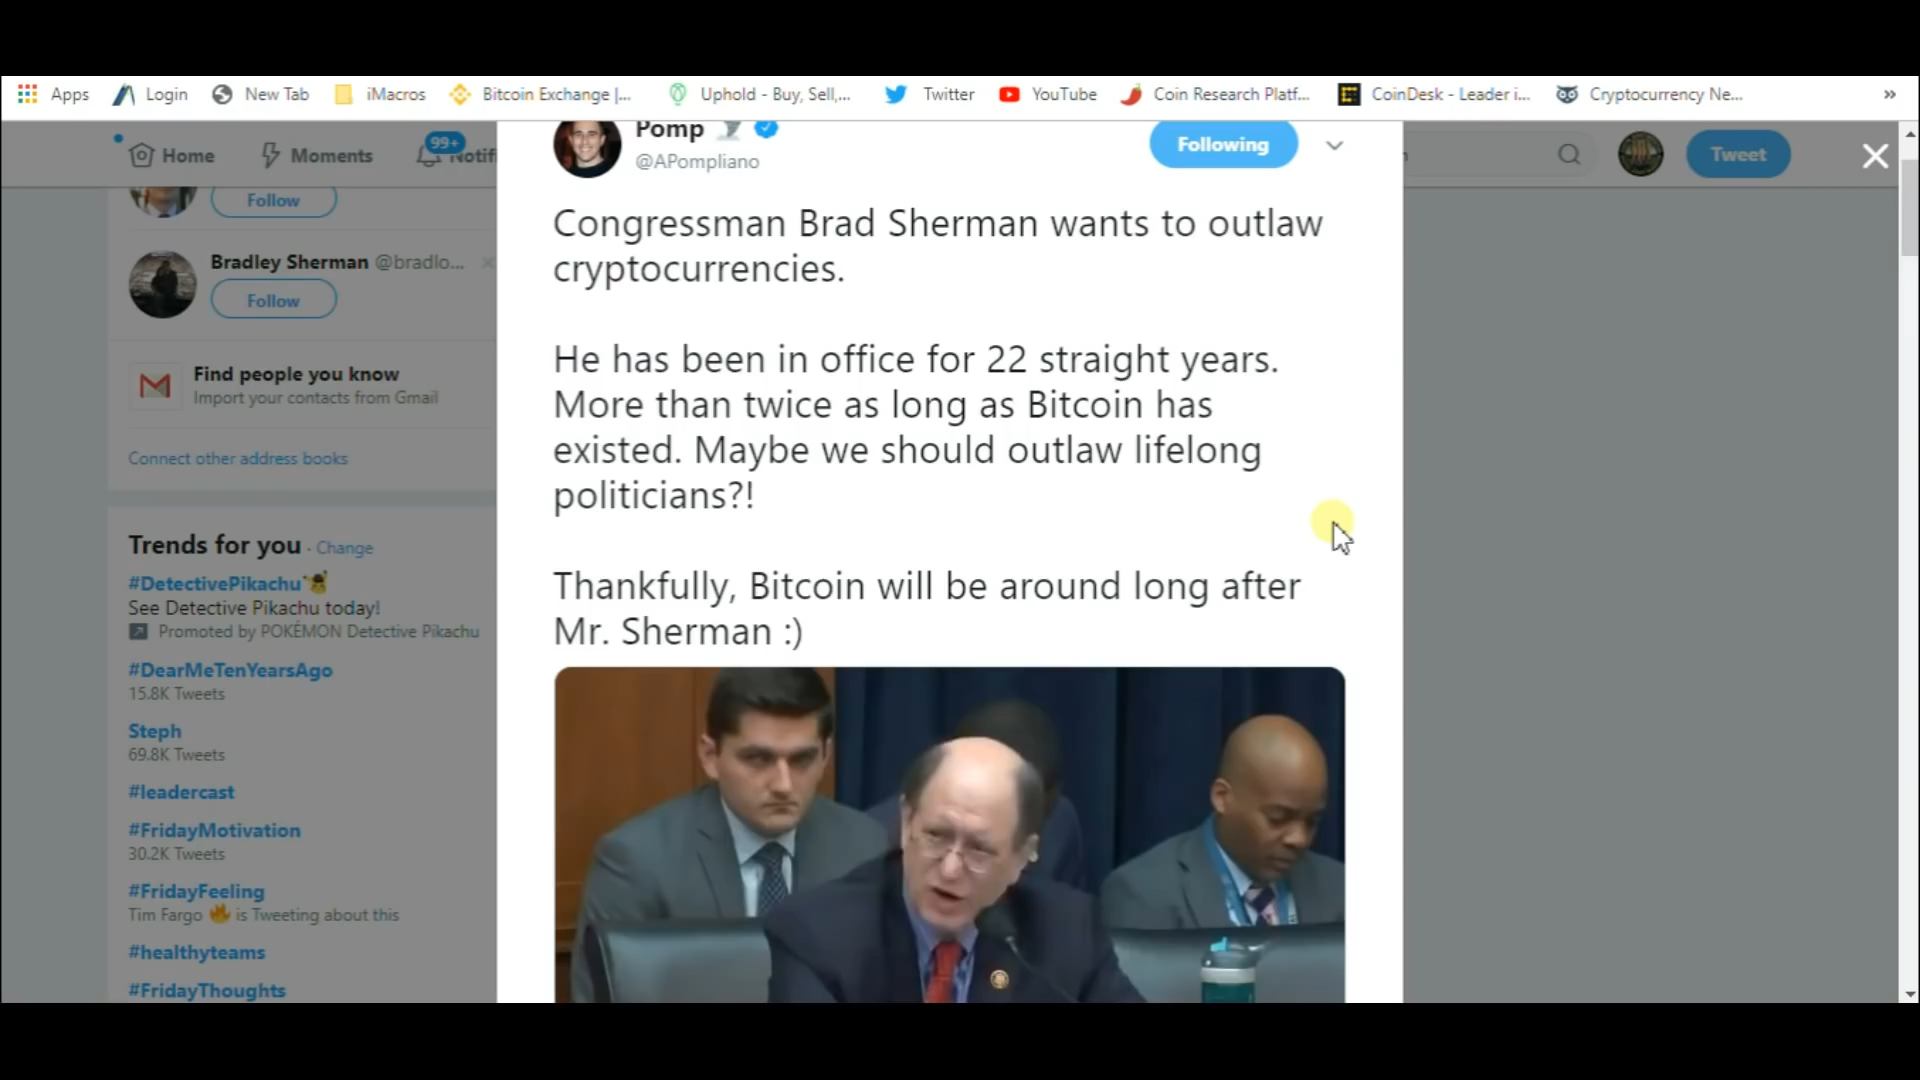 Apps Login New Tab iMacros Bitcoin Exchange |... Uphold - Buy, Sell,... Twitter YouTube Coin Research Platf... CoinDesk - Leader i... Cryptocurrency Ne... »
Home Moments 99+ Notif Tweet
Follow
Bradley Sherman @bradlo...
Follow
Find people you know
Import your contacts from Gmail
Connect other address books
Trends for you · Change
#DetectivePikachu
See Detective Pikachu today!
Promoted by POKÉMON Detective Pikachu
#DearMeTenYearsAgo
15.8K Tweets
Steph
69.8K Tweets
#leadercast
#FridayMotivation
30.2K Tweets
#FridayFeeling
Tim Fargo 🔥 is Tweeting about this
#healthyteams
#FridayThoughts
Pomp
@APompliano
Following
Congressman Brad Sherman wants to outlaw
cryptocurrencies.
He has been in office for 22 straight years.
More than twice as long as Bitcoin has
existed. Maybe we should outlaw lifelong
politicians?!
Thankfully, Bitcoin will be around long after
Mr. Sherman :)